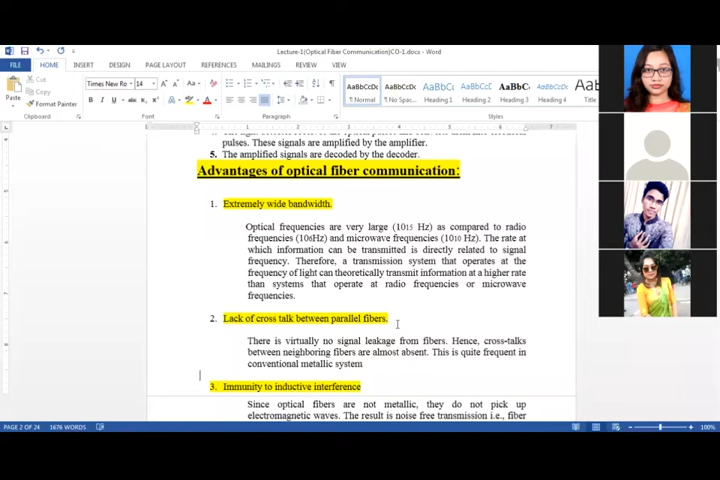 Lecture-1(Optical Fiber Communication)CO-1.docx - Word
FILE HOME INSERT DESIGN PAGE LAYOUT REFERENCES MAILINGS REVIEW VIEW
Cut
Copy
Paste
Format Painter
Clipboard
Times New Ro 14
Font
Paragraph
AaBbCcDc AaBbCcDc AaBbC AaBbCc AaBbC AaBbCc Aa
¶ Normal ¶ No Spac... Heading 1 Heading 2 Heading 3 Heading 4 Title
Styles
pulses. These signals are amplified by the amplifier.
5. The amplified signals are decoded by the decoder.
Advantages of optical fiber communication:
1. Extremely wide bandwidth.
Optical frequencies are very large (1015 Hz) as compared to radio
frequencies (106Hz) and microwave frequencies (1010 Hz). The rate at
which information can be transmitted is directly related to signal
frequency. Therefore, a transmission system that operates at the
frequency of light can theoretically transmit information at a higher rate
than systems that operate at radio frequencies or microwave
frequencies.
2. Lack of cross talk between parallel fibers.
There is virtually no signal leakage from fibers. Hence, cross-talks
between neighboring fibers are almost absent. This is quite frequent in
conventional metallic system
3. Immunity to inductive interference
Since optical fibers are not metallic, they do not pick up
electromagnetic waves. The result is noise free transmission i.e., fiber
PAGE 2 OF 24 1676 WORDS
100%